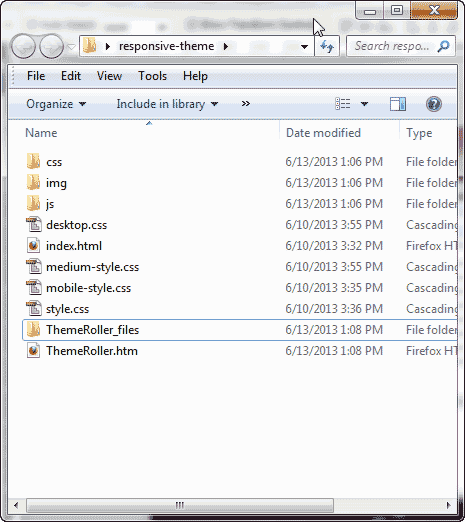 responsive-theme
Search respo...
File Edit View Tools Help
Organize Include in library »
Name Date modified Type
css 6/13/2013 1:06 PM File folder
img 6/13/2013 1:06 PM File folder
js 6/13/2013 1:06 PM File folder
desktop.css 6/10/2013 3:55 PM Cascading
index.html 6/10/2013 3:32 PM Firefox HT
medium-style.css 6/10/2013 3:55 PM Cascading
mobile-style.css 6/10/2013 3:35 PM Cascading
style.css 6/10/2013 3:36 PM Cascading
ThemeRoller_files 6/13/2013 1:08 PM File folder
ThemeRoller.htm 6/13/2013 1:08 PM Firefox HT